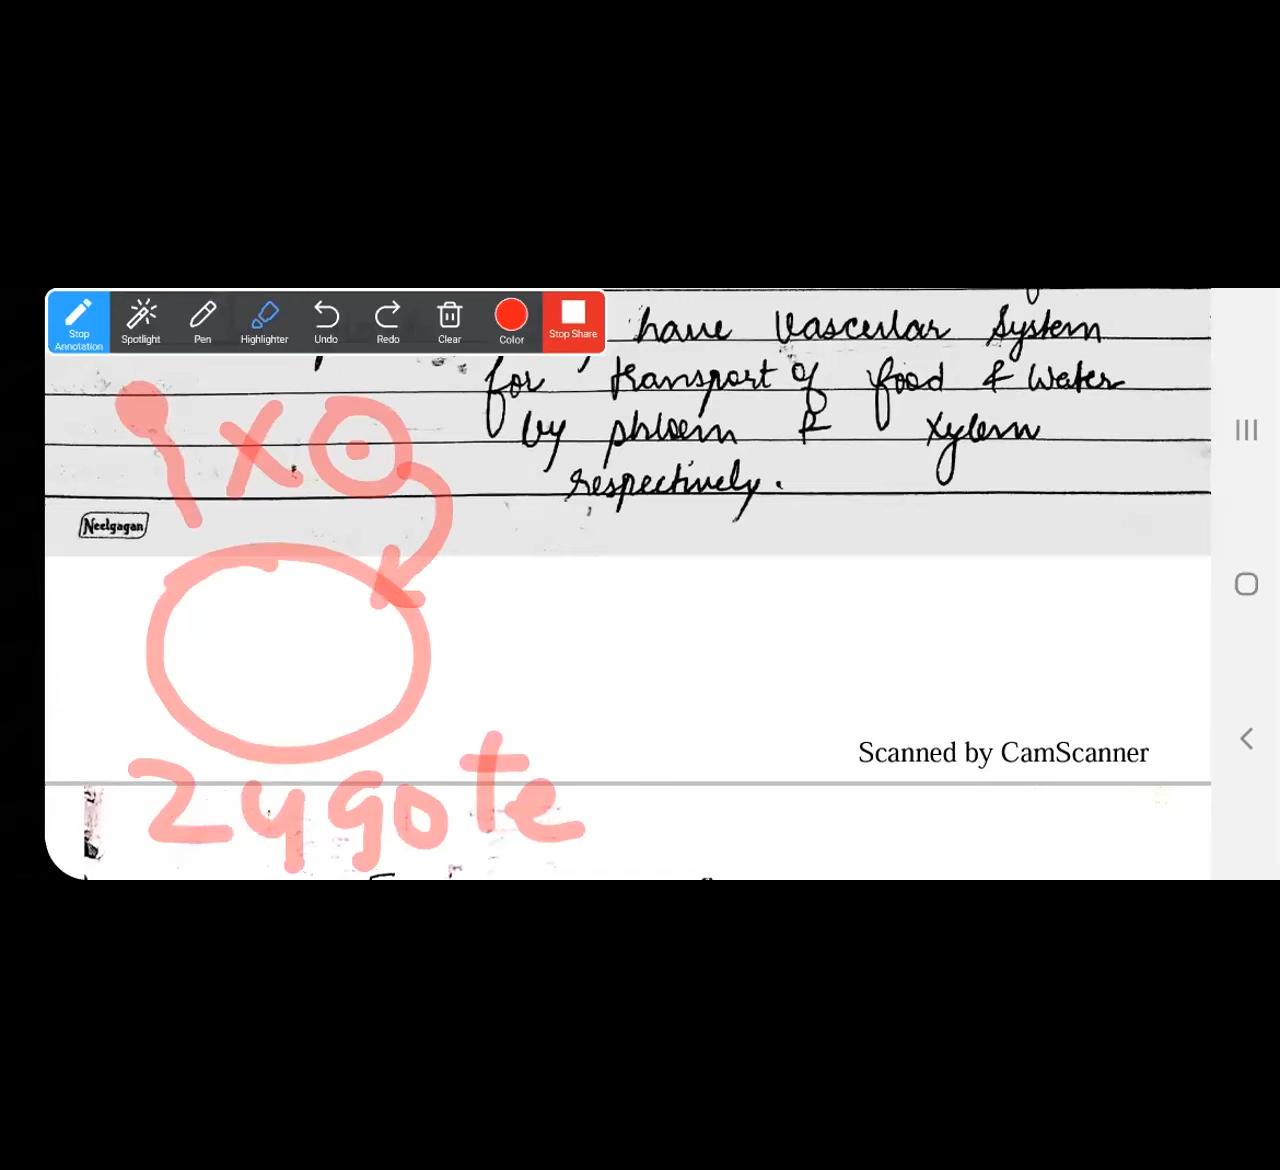 Stop Annotation Spotlight Pen Highlighter Undo Redo Clear Color Stop Share
have Vascular System
for transport of food & Water
by phloem & Xylem
respectively.
X
Neelgagan
Scanned by CamScanner
Zygote